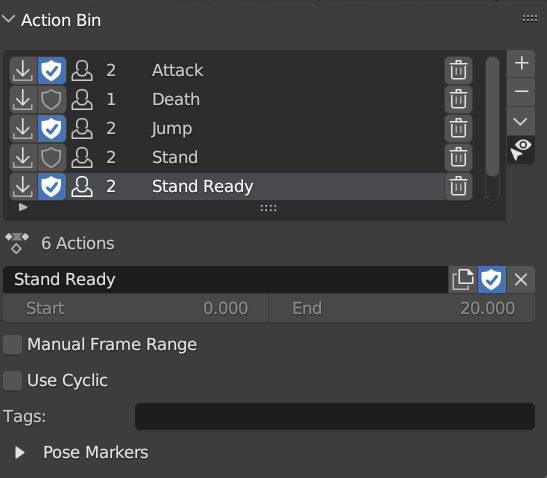 Action Bin
2 Attack
1 Death
2 Jump
2 Stand
2 Stand Ready
6 Actions
Stand Ready
Start 0.000 End 20.000
Manual Frame Range
Use Cyclic
Tags:
Pose Markers